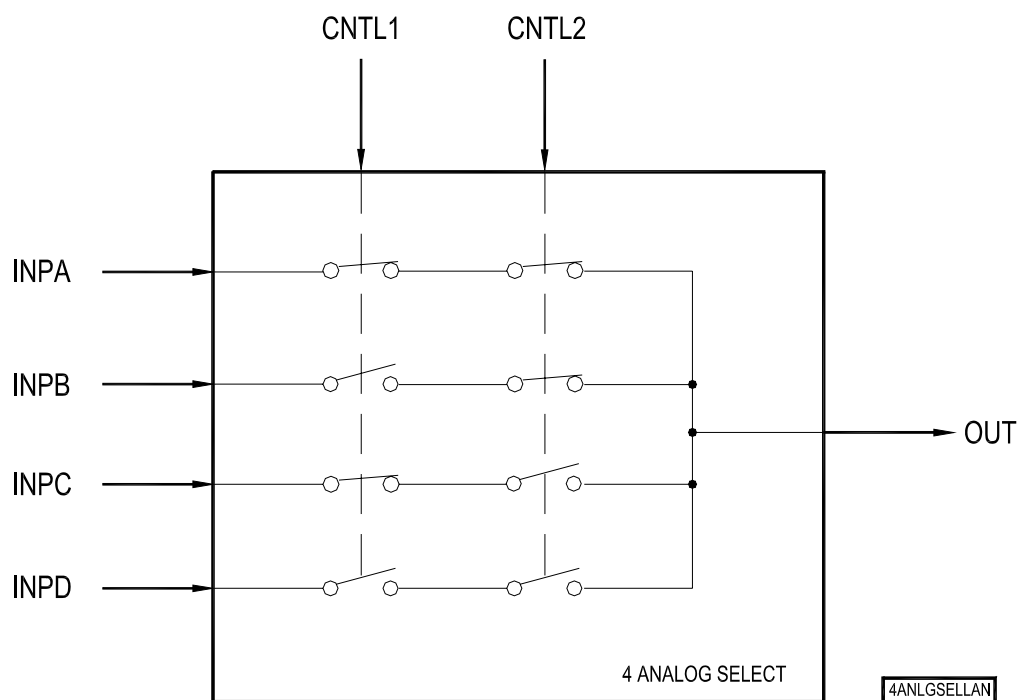 CNTL1 CNTL2
INPA
INPB
OUT
INPC
INPD
4 ANALOG SELECT
4ANLGSELLAN